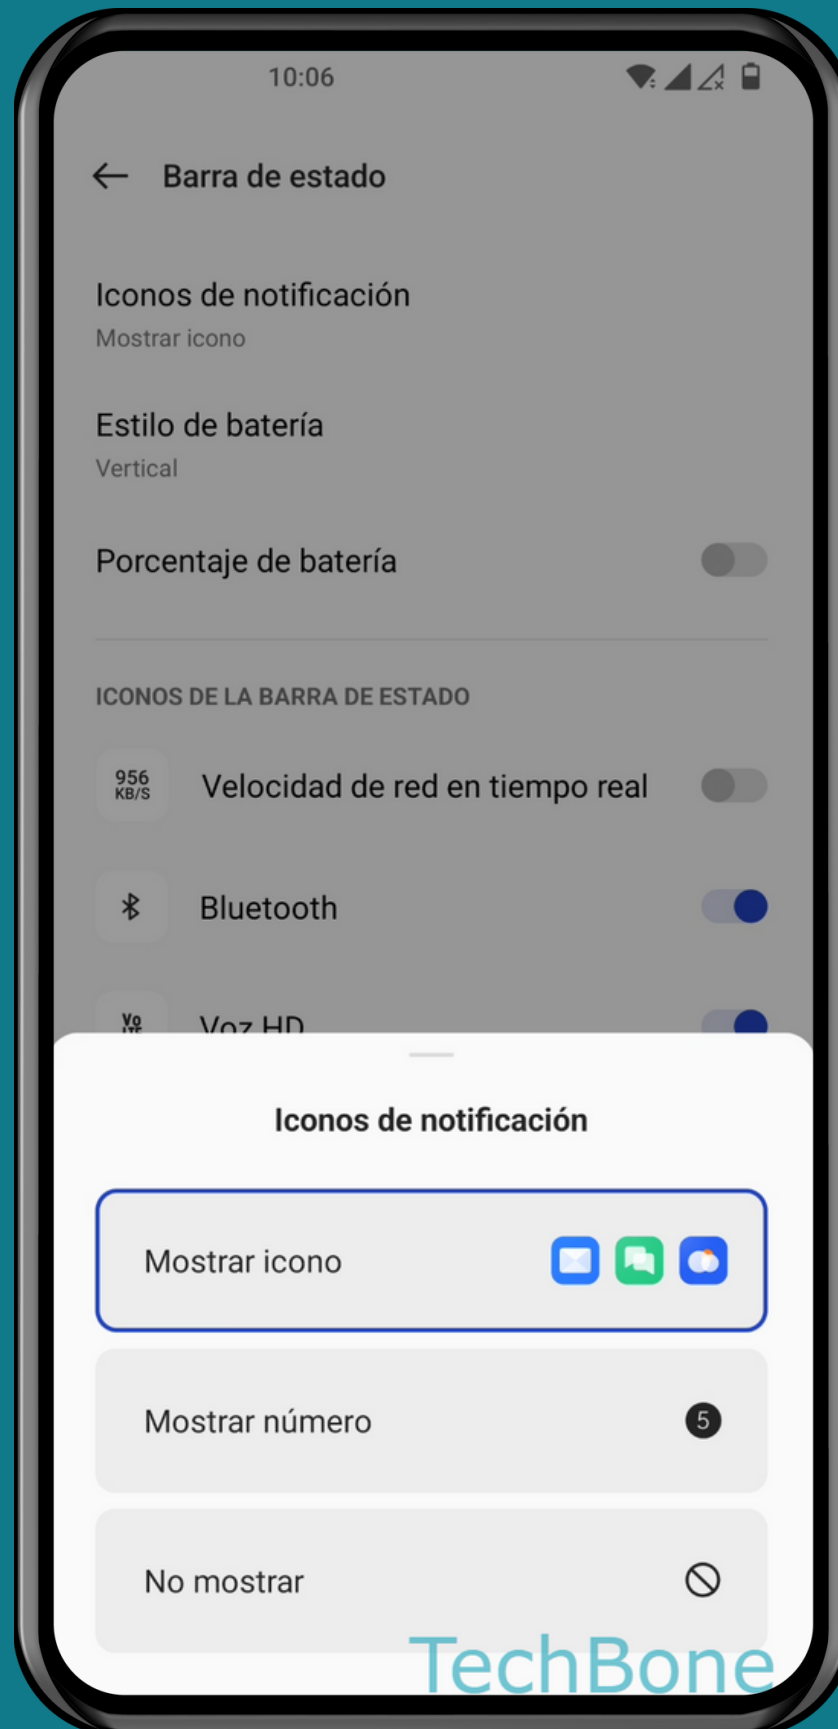 10:06
Barra de estado
Iconos de notificación
Mostrar icono
Estilo de batería
Vertical
Porcentaje de batería
ICONOS DE LA BARRA DE ESTADO
956
KB/S
Velocidad de red en tiempo real
Bluetooth
Vo
LTE
Voz HD
Iconos de notificación
Mostrar icono
Mostrar número
5
No mostrar
TechBone